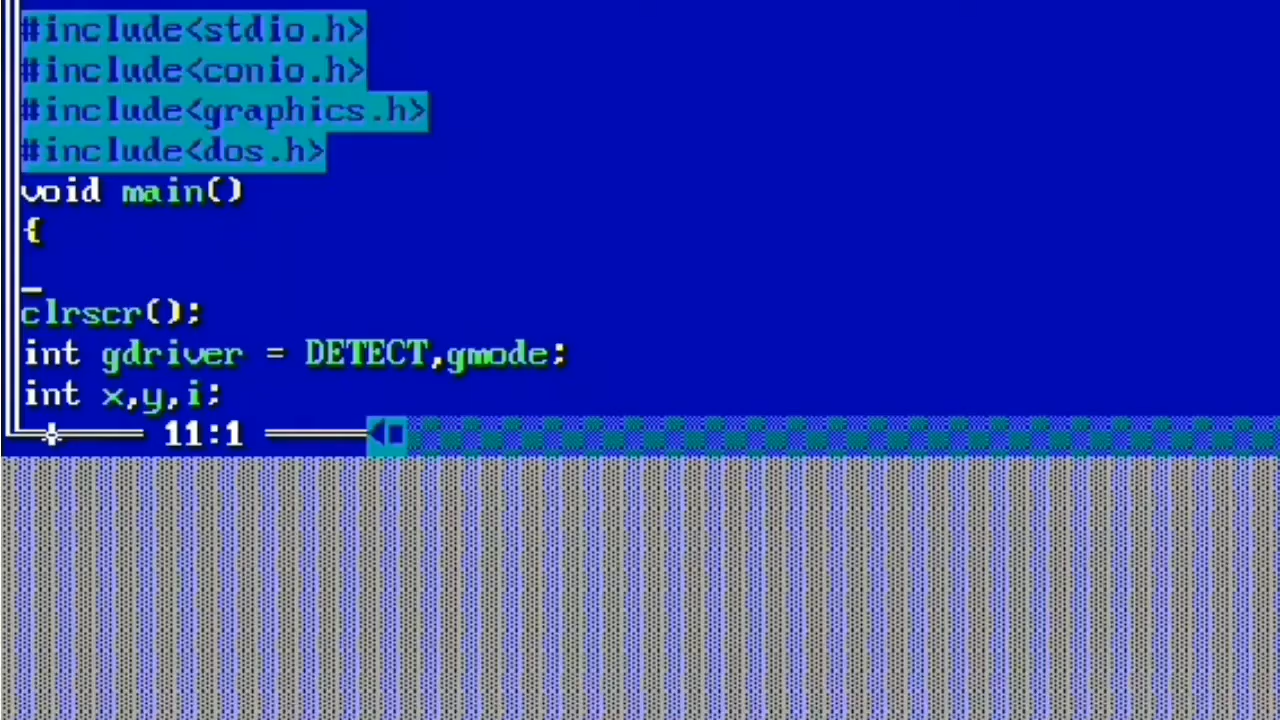 #include<stdio.h>
#include<conio.h>
#include<graphics.h>
#include<dos.h>
void main()
{
clrscr();
int gdriver = DETECT,gmode;
int x,y,i;
11:1